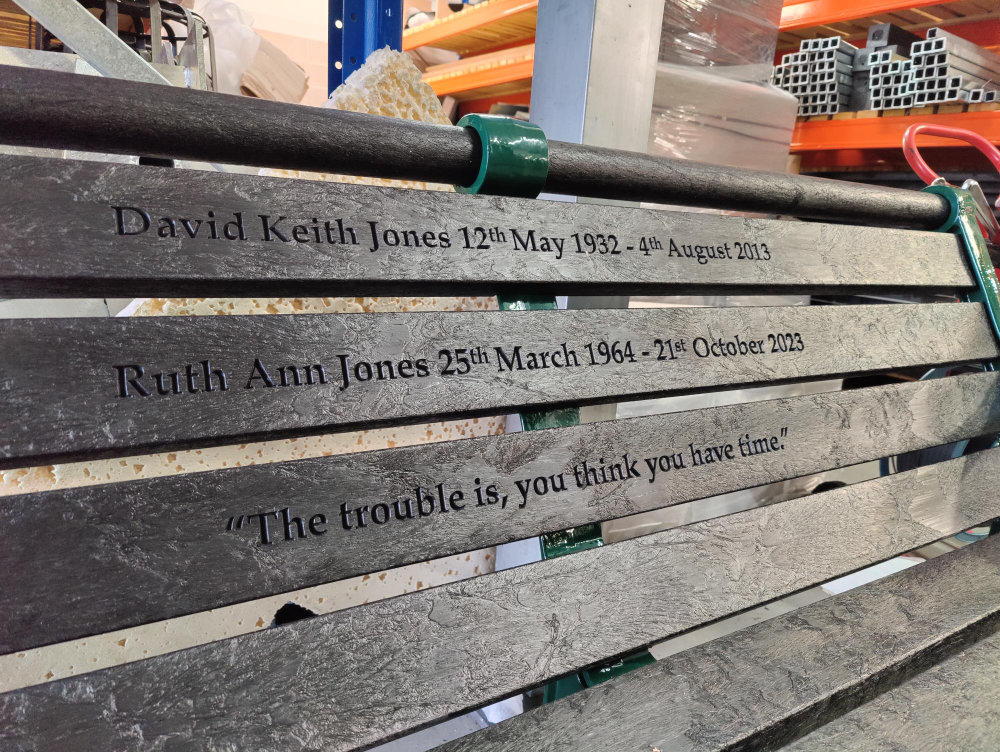 David Keith Jones 12th May 1932 - 4th August 2013
Ruth Ann Jones 25th March 1964 - 21st October 2023
“The trouble is, you think you have time.”